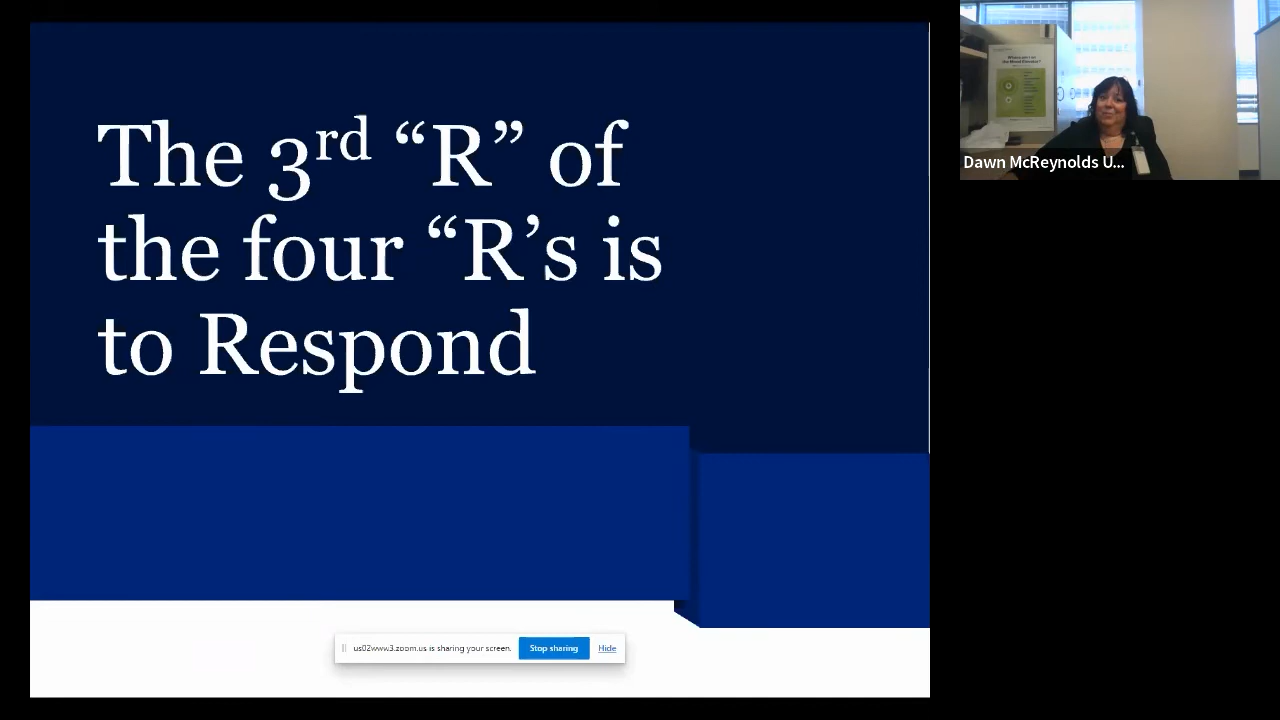 The 3rd “R” of
the four “R’s is
to Respond
us02www3.zoom.us is sharing your screen.
Stop sharing
Hide
Dawn McReynolds U...